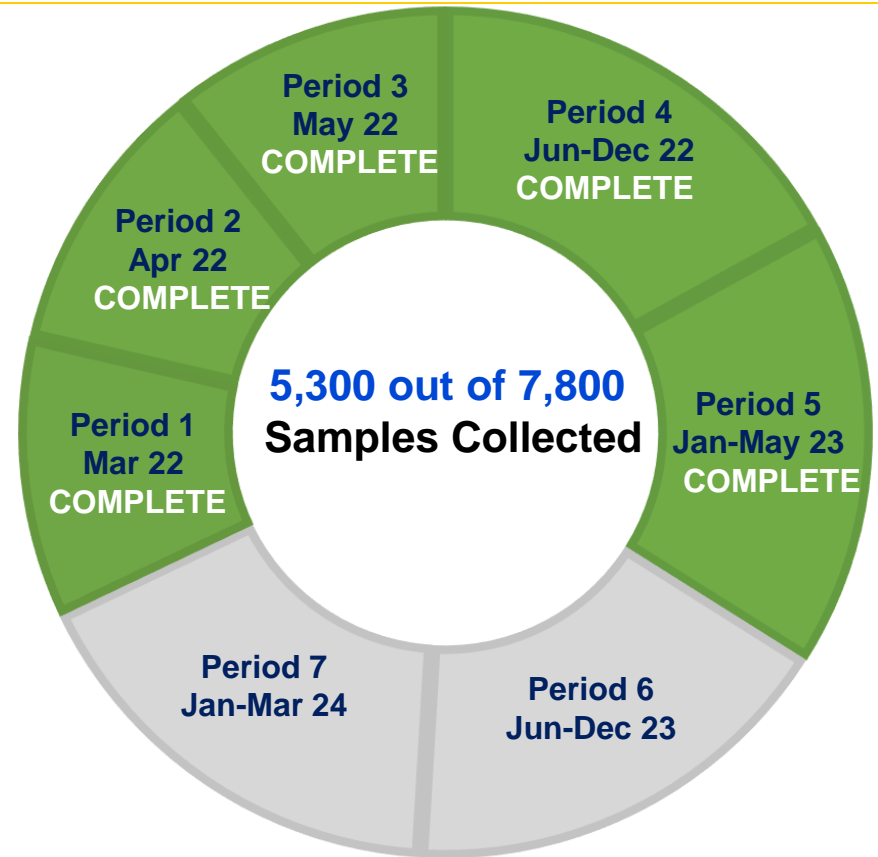 Period 1
Mar 22
COMPLETE
Period 2
Apr 22
COMPLETE
Period 3
May 22
COMPLETE
Period 4
Jun-Dec 22
COMPLETE
Period 5
Jan-May 23
COMPLETE
Period 6
Jun-Dec 23
Period 7
Jan-Mar 24
5,300 out of 7,800
Samples Collected